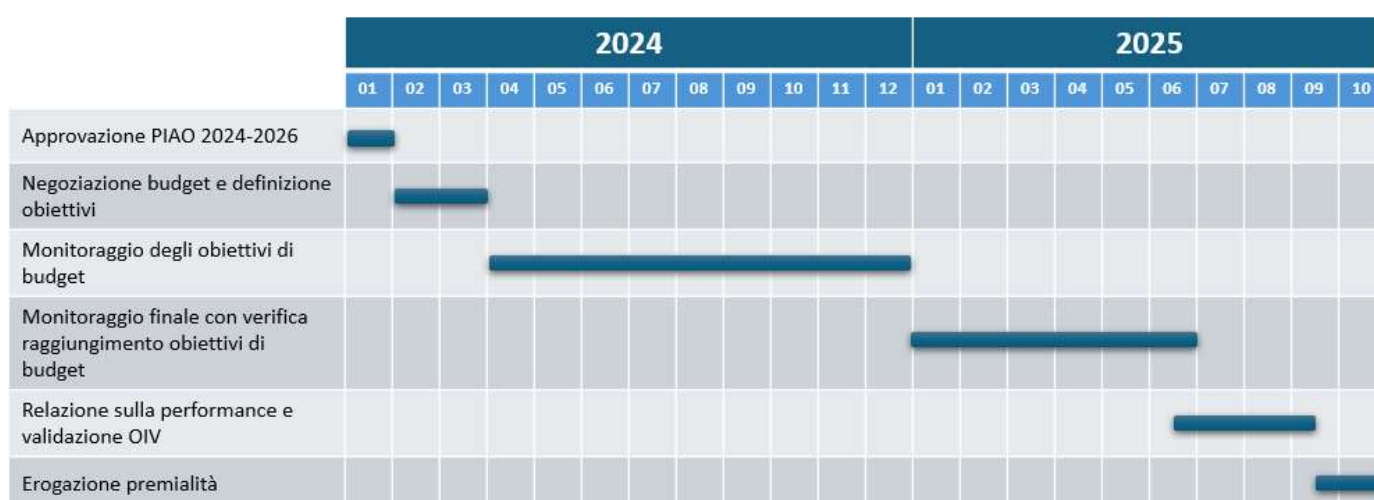 2024 2025
01 02 03 04 05 06 07 08 09 10 11 12 01 02 03 04 05 06 07 08 09 10
Approvazione PIAO 2024-2026
Negoziazione budget e definizione
obiettivi
Monitoraggio degli obiettivi di
budget
Monitoraggio finale con verifica
raggiungimento obiettivi di
budget
Relazione sulla performance e
validazione OIV
Erogazione premialità